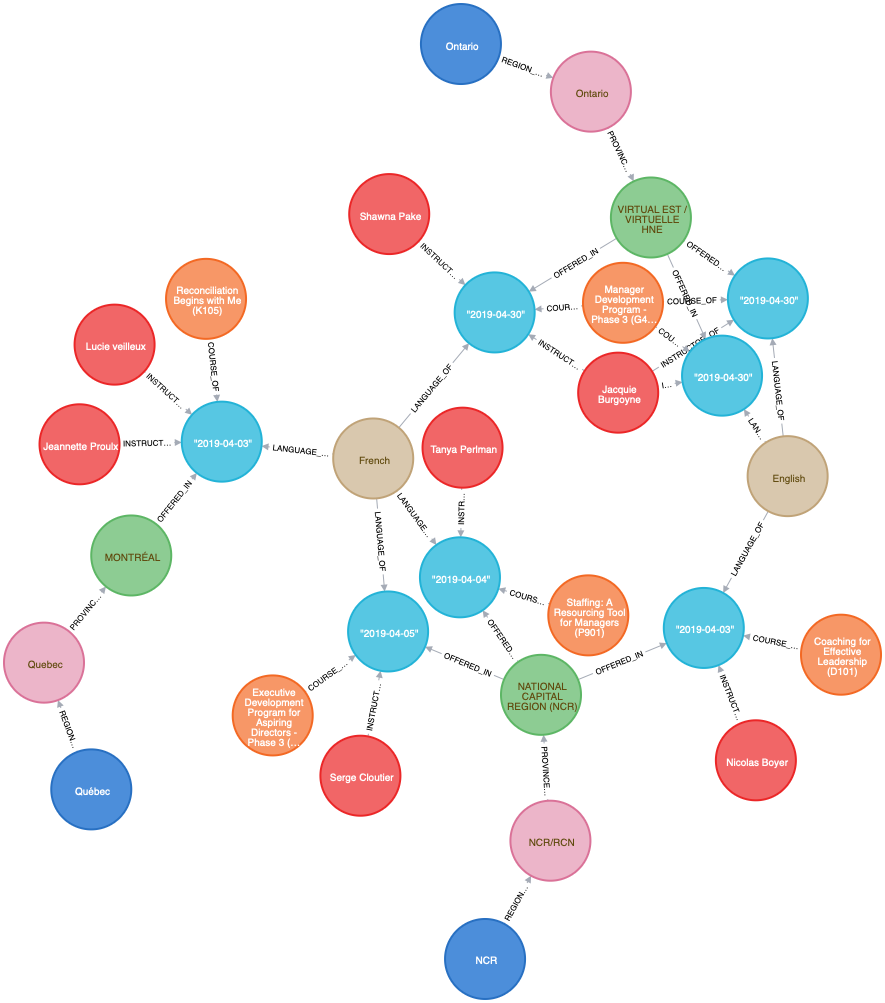 Ontario
REGION_...
Ontario
PROVINC...
Shawna Pake
VIRTUAL EST /
VIRTUELLE
HNE
INSTRUCT...
OFFERED_IN
OFFERED...
OFFERED_IN
Reconciliation
Begins with Me
(K105)
"2019-04-30"
COUR...
Manager
Development
Program -
Phase 3 (G4...
COURSE_OF
"2019-04-30"
COU...
INSTRUCTOR_OF
Lucie veilleux
COURSE_OF
INSTRUCT...
INSTRUCT...
"2019-04-30"
Jacquie
Burgoyne
I...
LANGUAGE_OF
LANGUAGE_OF
LAN...
Jeannette Proulx
INSTRUCT...
"2019-04-03"
LANGUAGE_...
French
Tanya Perlman
English
OFFERED_IN
LANGUAGE...
INSTR...
LANGUAGE_OF
LANGUAGE_OF
MONTRÉAL
"2019-04-04"
COURS...
Staffing: A
Resourcing Tool
for Managers
(P901)
PROVINC...
"2019-04-05"
OFFERED...
"2019-04-03"
COURSE_...
Coaching for
Effective
Leadership
(D101)
Quebec
OFFERED_IN
OFFERED_IN
COURSE_...
NATIONAL
CAPITAL
REGION (NCR)
INSTRUCT...
INSTRUCT...
Executive
Development
Program for
Aspiring
Directors -
Phase 3 (...
REGION...
Serge Cloutier
Nicolas Boyer
PROVINCE...
Québec
NCR/RCN
REGION...
NCR